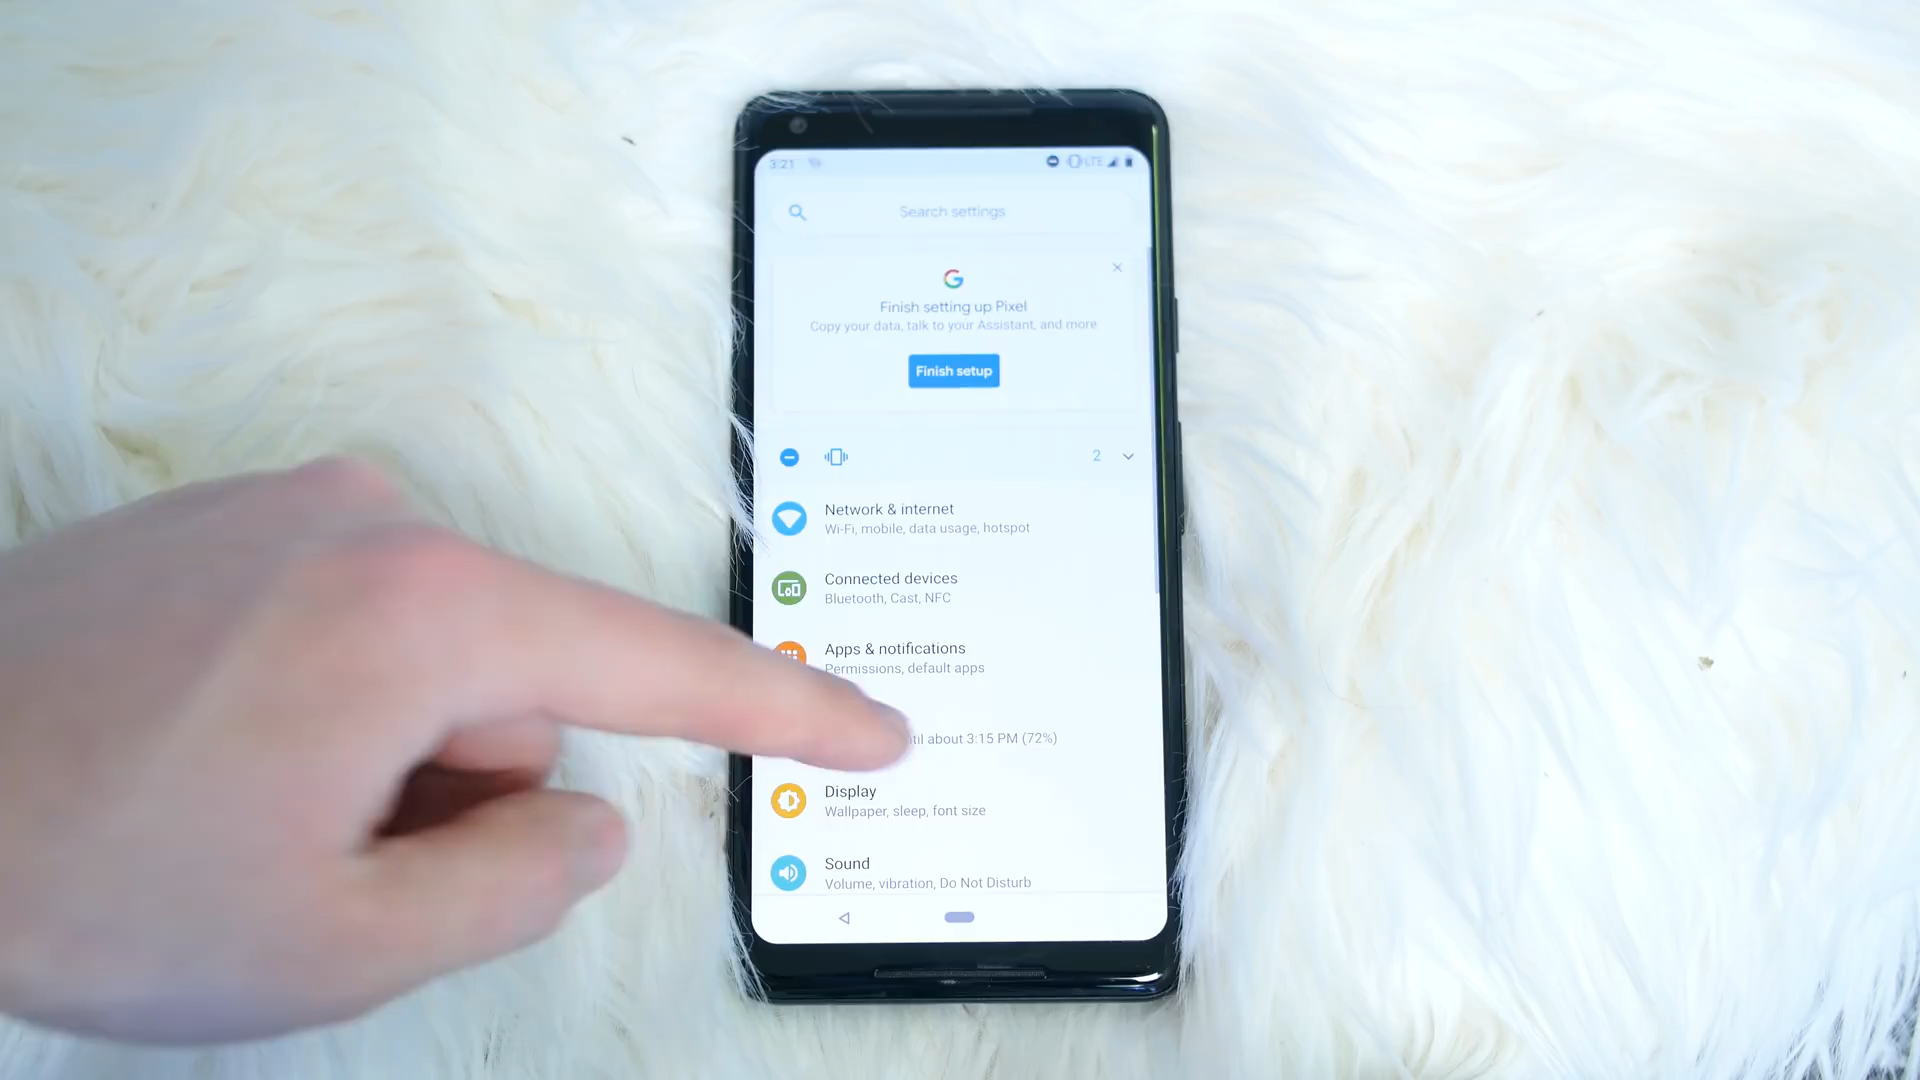 3:21
LTE
Search settings
G
Finish setting up Pixel
Copy your data, talk to your Assistant, and more
Finish setup
2
Network & internet
Wi-Fi, mobile, data usage, hotspot
Connected devices
Bluetooth, Cast, NFC
Apps & notifications
Permissions, default apps
about 3:15 PM (72%)
Display
Wallpaper, sleep, font size
Sound
Volume, vibration, Do Not Disturb